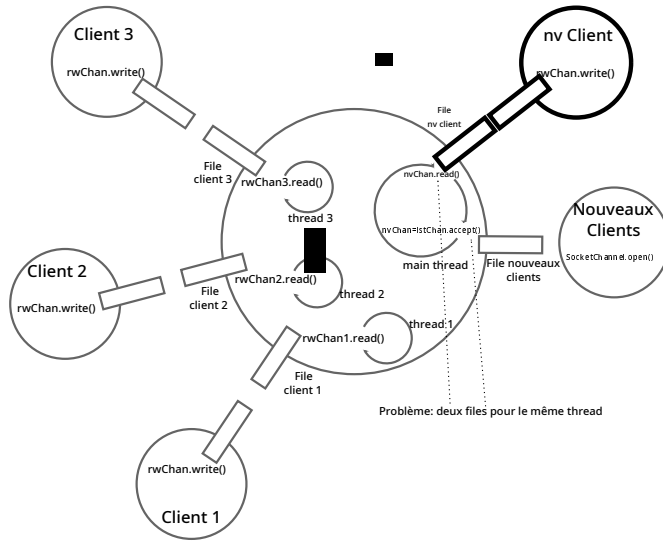 Client 3
rwChan.write()
nv Client
rwChan.write()
File
nv client
File
client 3
rwChan3.read()
thread 3
nvChan.read()
nvChan=lstChan.accept()
main thread
Nouveaux
Clients
SocketChannel.open()
File nouveaux
clients
Client 2
rwChan.write()
File
client 2
rwChan2.read()
thread 2
thread 1
rwChan1.read()
File
client 1
Problème: deux files pour le même thread
rwChan.write()
Client 1